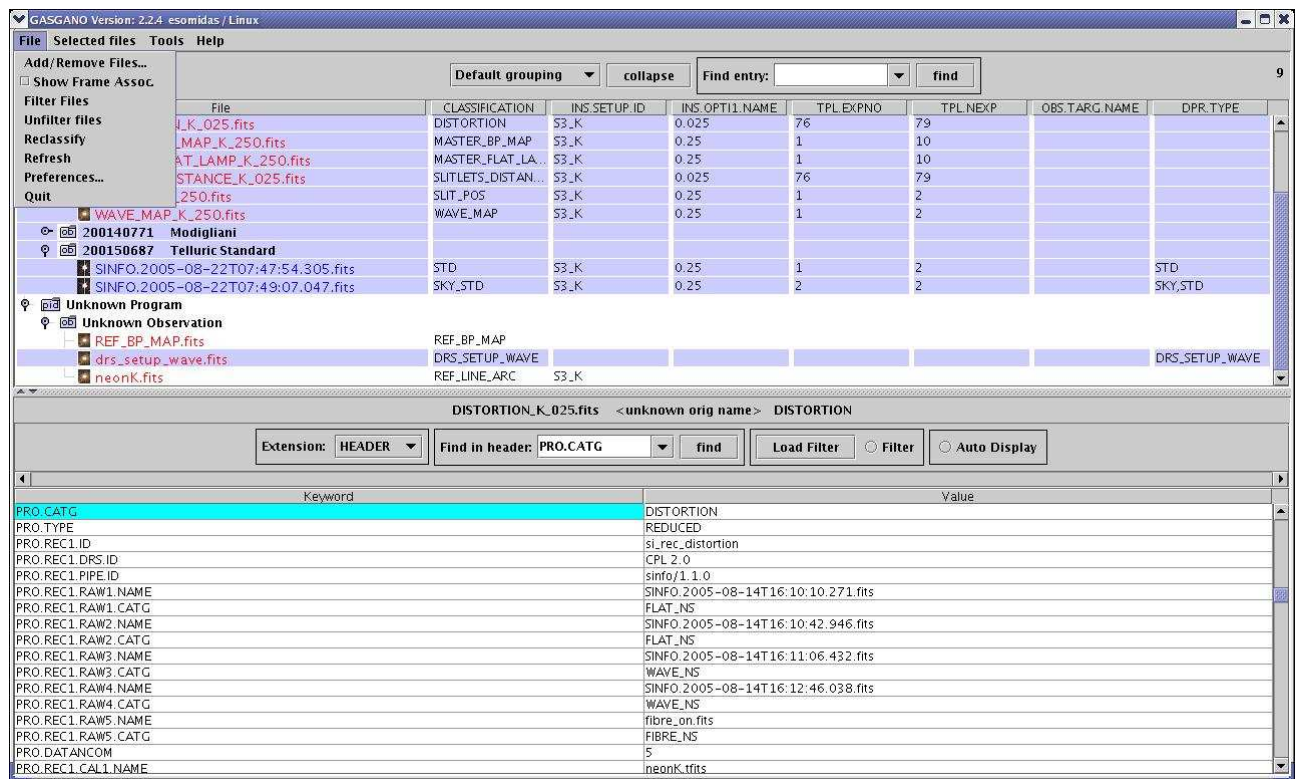 GASGANO Version: 2.2.4 esomidas / Linux
File Selected files Tools Help
Add/Remove Files...
Show Frame Assoc.
Filter Files
Unfilter files
Reclassify
Refresh
Preferences...
Quit
Default grouping collapse Find entry: find 9
File CLASSIFICATION INS.SETUP.ID INS.OPTI1.NAME TPL.EXPNO TPL.NEXP OBS.TARG.NAME DPR.TYPE
_K_025.fits DISTORTION S3_K 0.025 76 79
_MAP_K_250.fits MASTER_BP_MAP S3_K 0.25 1 10
AT_LAMP_K_250.fits MASTER_FLAT_LA... S3_K 0.25 1 10
STANCE_K_025.fits SLITLETS_DISTAN... S3_K 0.025 76 79
_250.fits SLIT_POS S3_K 0.25 1 2
WAVE_MAP_K_250.fits WAVE_MAP S3_K 0.25 1 2
ob 200140771 Modigliani
ob 200150687 Telluric Standard
SINFO.2005-08-22T07:47:54.305.fits STD S3_K 0.25 1 2 STD
SINFO.2005-08-22T07:49:07.047.fits SKY_STD S3_K 0.25 2 2 SKY,STD
pid Unknown Program
ob Unknown Observation
REF_BP_MAP.fits REF_BP_MAP
drs_setup_wave.fits DRS_SETUP_WAVE DRS_SETUP_WAVE
neonK.fits REF_LINE_ARC S3_K
DISTORTION_K_025.fits <unknown orig name> DISTORTION
Extension: HEADER Find in header: PRO.CATG find Load Filter Filter Auto Display
Keyword Value
PRO.CATG DISTORTION
PRO.TYPE REDUCED
PRO.REC1.ID si_rec_distortion
PRO.REC1.DRS.ID CPL 2.0
PRO.REC1.PIPE.ID sinfo/1.1.0
PRO.REC1.RAW1.NAME SINFO.2005-08-14T16:10:10.271.fits
PRO.REC1.RAW1.CATG FLAT_NS
PRO.REC1.RAW2.NAME SINFO.2005-08-14T16:10:42.946.fits
PRO.REC1.RAW2.CATG FLAT_NS
PRO.REC1.RAW3.NAME SINFO.2005-08-14T16:11:06.432.fits
PRO.REC1.RAW3.CATG WAVE_NS
PRO.REC1.RAW4.NAME SINFO.2005-08-14T16:12:46.038.fits
PRO.REC1.RAW4.CATG WAVE_NS
PRO.REC1.RAW5.NAME fibre_on.fits
PRO.REC1.RAW5.CATG FIBRE_NS
PRO.DATANCOM 5
PRO.REC1.CAL1.NAME neonK.tfits